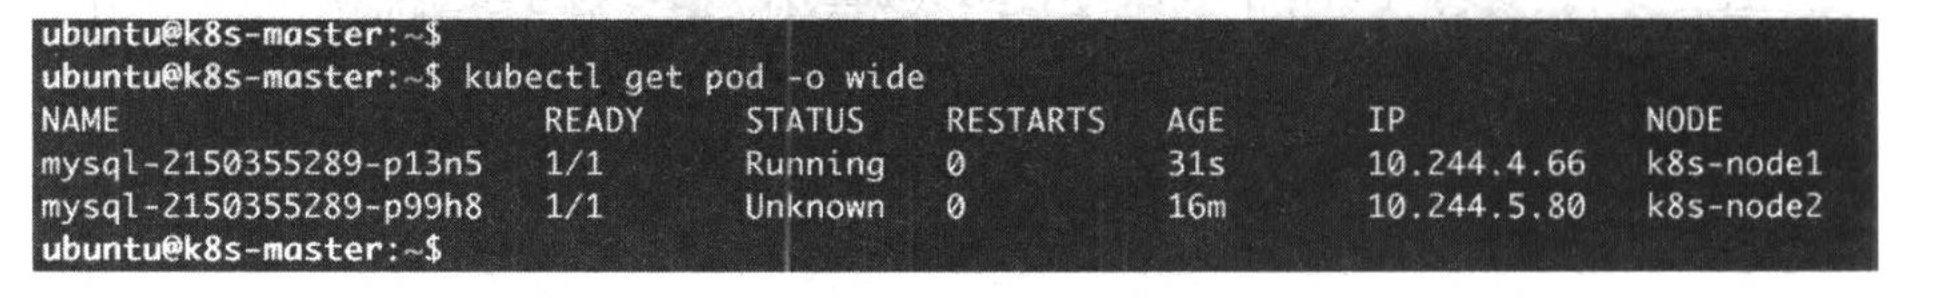 ubuntu@k8s-master:~$
ubuntu@k8s-master:~$ kubectl get pod -o wide
NAME READY STATUS RESTARTS AGE IP NODE
mysql-2150355289-p13n5 1/1 Running 0 31s 10.244.4.66 k8s-node1
mysql-2150355289-p99h8 1/1 Unknown 0 16m 10.244.5.80 k8s-node2
ubuntu@k8s-master:~$